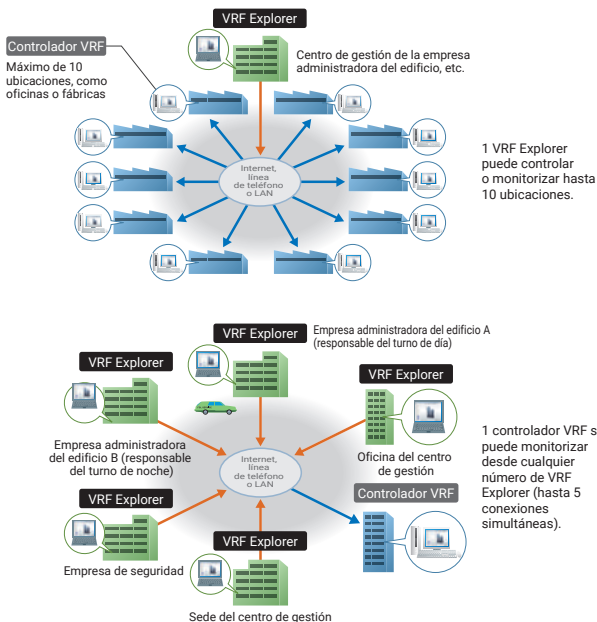 VRF Explorer
Controlador VRF
Máximo de 10
ubicaciones, como
oficinas o fábricas
Centro de gestión de la empresa
administradora del edificio, etc.
Internet,
línea
de teléfono
o LAN
1 VRF Explorer
puede controlar
o monitorizar hasta
10 ubicaciones.
VRF Explorer
Empresa administradora del edificio A
(responsable del turno de día)
VRF Explorer
VRF Explorer
Empresa administradora
del edificio B (responsable
del turno de noche)
Internet,
línea
de teléfono
o LAN
Oficina del centro
de gestión
1 controlador VRF s
puede monitorizar
desde cualquier
número de VRF
Explorer (hasta 5
conexiones
simultáneas).
VRF Explorer
Controlador VRF
Empresa de seguridad
VRF Explorer
Sede del centro de gestión